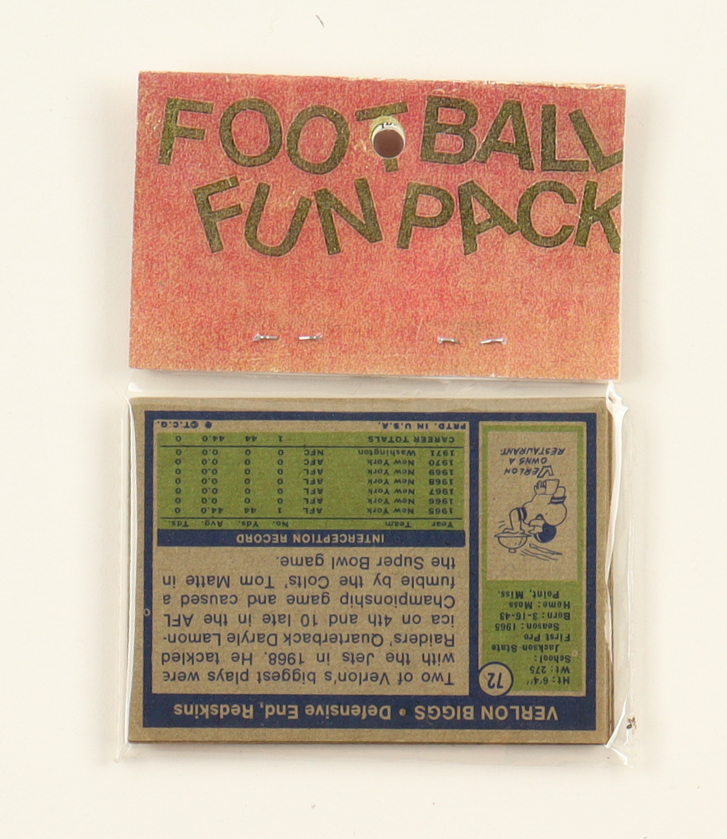 FOOTBALL
FUN PACK
VERLON BIGGS • Defensive End, Redskins
72
Ht: 6'4"
Wt: 275
School:
Jackson State
First Pro
Season: 1965
Born: 3-16-43
Home: Moss
Point, Miss.
VERLON
OWNS A
RESTAURANT.
Two of Verlon's biggest plays were
with the Jets in 1968. He tackled
Raiders' Quarterback Daryle Lamon-
ica on 4th and 10 late in the AFL
Championship game and caused a
fumble by the Colts' Tom Matte in
the Super Bowl game.
INTERCEPTION RECORD
Year Team No. Yds. Avg. Tds.
1965 New York AFL 1 44 44.0 0
1966 New York AFL 0 0 0.0 0
1967 New York AFL 0 0 0.0 0
1968 New York AFL 0 0 0.0 0
1969 New York AFL 0 0 0.0 0
1970 New York AFC 0 0 0.0 0
1971 Washington NFC 0 0 0.0 0
CAREER TOTALS 1 44 44.0 0
©T.C.G. PRTD. IN U.S.A.